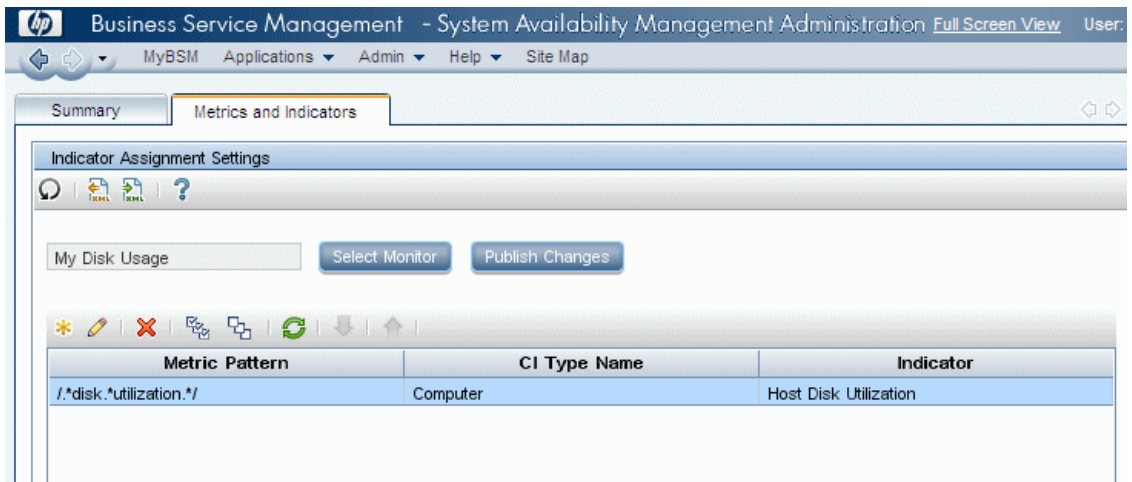 hp Business Service Management - System Availability Management Administration Full Screen View User:
MyBSM Applications Admin Help Site Map
Summary Metrics and Indicators
Indicator Assignment Settings
XML XML ?
My Disk Usage Select Monitor Publish Changes
Metric Pattern CI Type Name Indicator
/.*disk.*utilization.*/ Computer Host Disk Utilization